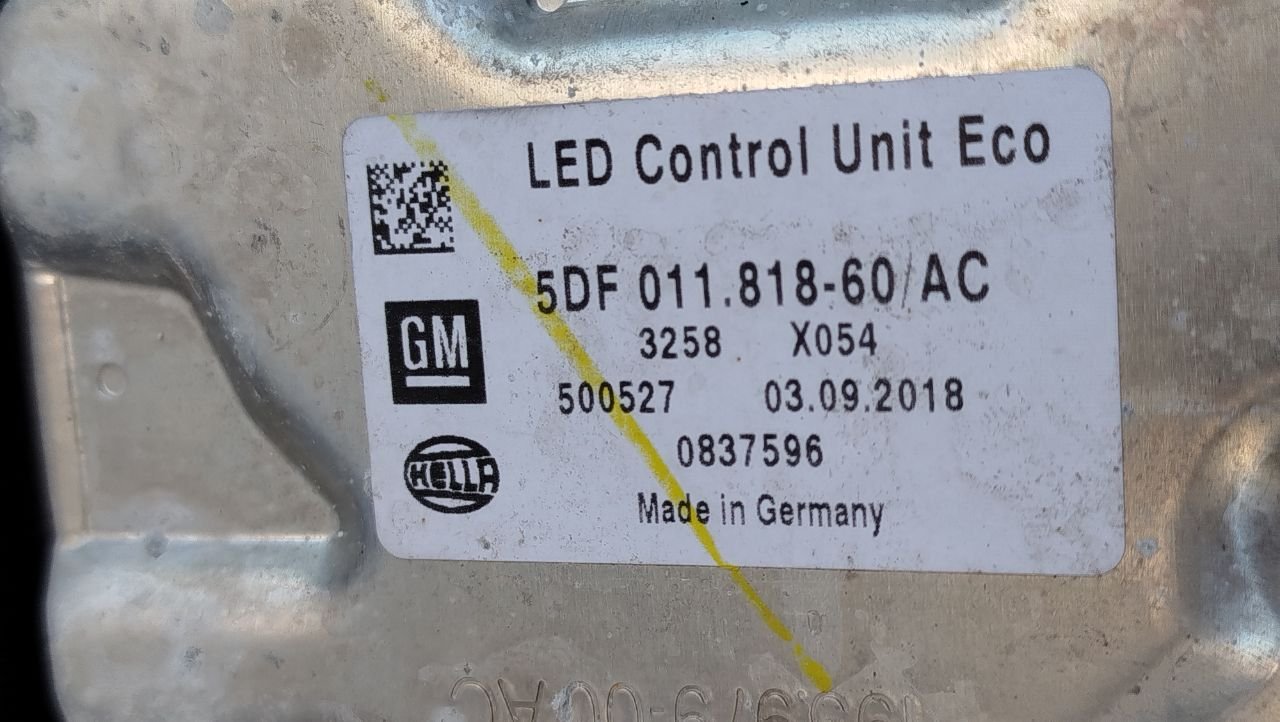 LED Control Unit Eco
5DF 011.818-60/AC
3258 X054
GM
500527 03.09.2018
HELLA
0837596
Made in Germany